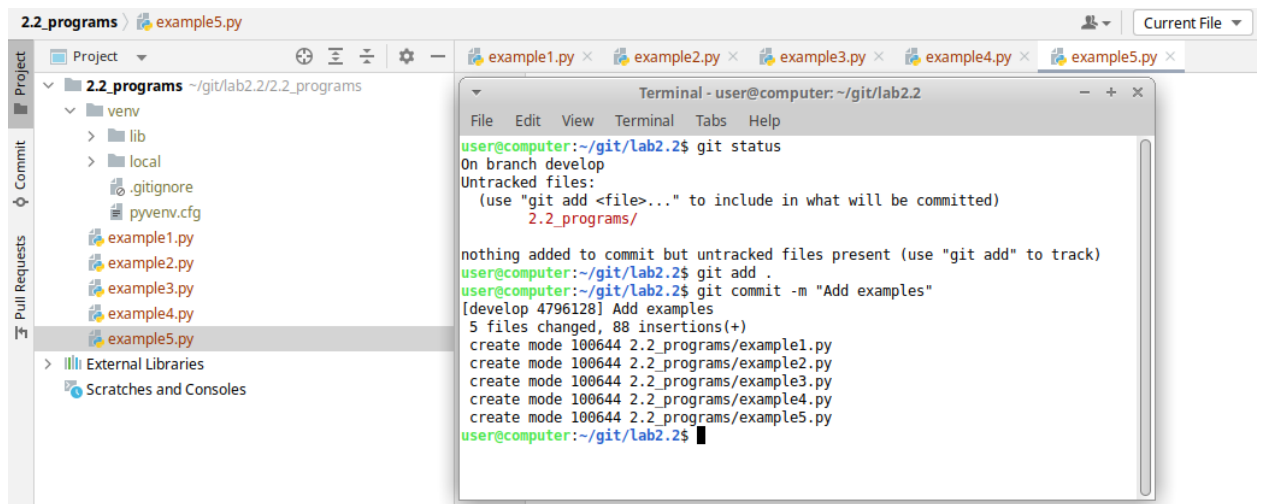 2.2_programs example5.py Current File
Project
example1.py example2.py example3.py example4.py example5.py
Project
Commit
Pull Requests
2.2_programs ~/git/lab2.2/2.2_programs
venv
lib
local
.gitignore
pyvenv.cfg
example1.py
example2.py
example3.py
example4.py
example5.py
External Libraries
Scratches and Consoles
Terminal - user@computer: ~/git/lab2.2
File Edit View Terminal Tabs Help
user@computer:~/git/lab2.2$ git status
On branch develop
Untracked files:
(use "git add <file>..." to include in what will be committed)
2.2_programs/
nothing added to commit but untracked files present (use "git add" to track)
user@computer:~/git/lab2.2$ git add .
user@computer:~/git/lab2.2$ git commit -m "Add examples"
[develop 4796128] Add examples
5 files changed, 88 insertions(+)
create mode 100644 2.2_programs/example1.py
create mode 100644 2.2_programs/example2.py
create mode 100644 2.2_programs/example3.py
create mode 100644 2.2_programs/example4.py
create mode 100644 2.2_programs/example5.py
user@computer:~/git/lab2.2$